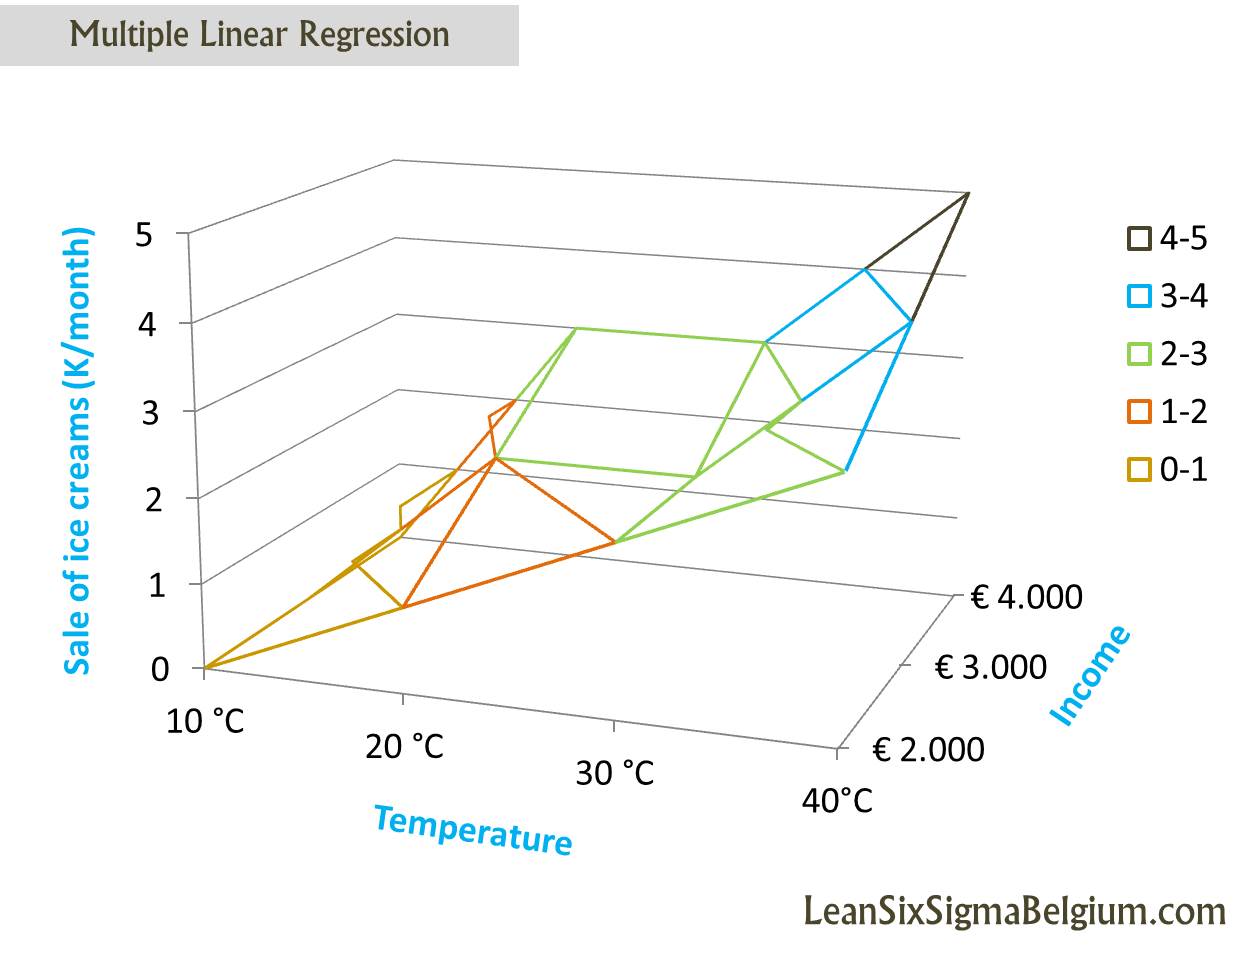 Multiple Linear Regression
Sale of ice creams (K/month)
5
4
3
2
1
0
10 °C
20 °C
30 °C
40°C
Temperature
€ 2.000
€ 3.000
€ 4.000
Income
4-5
3-4
2-3
1-2
0-1
LeanSixSigmaBelgium.com